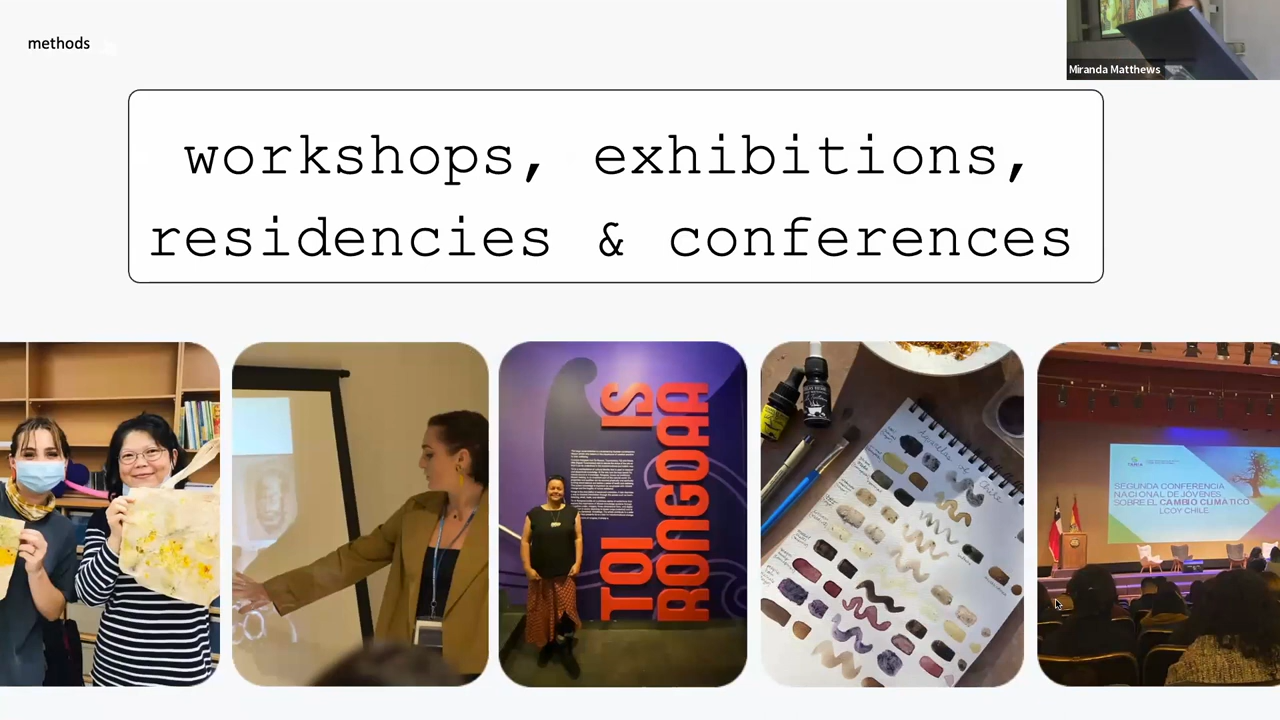 methods
Miranda Matthews
workshops, exhibitions,
residencies & conferences
TOI IS
RONGOAA
SEGUNDA CONFERENCIA
NACIONAL DE JÓVENES
SOBRE EL CAMBIO CLIMÁTICO
LCOY CHILE.